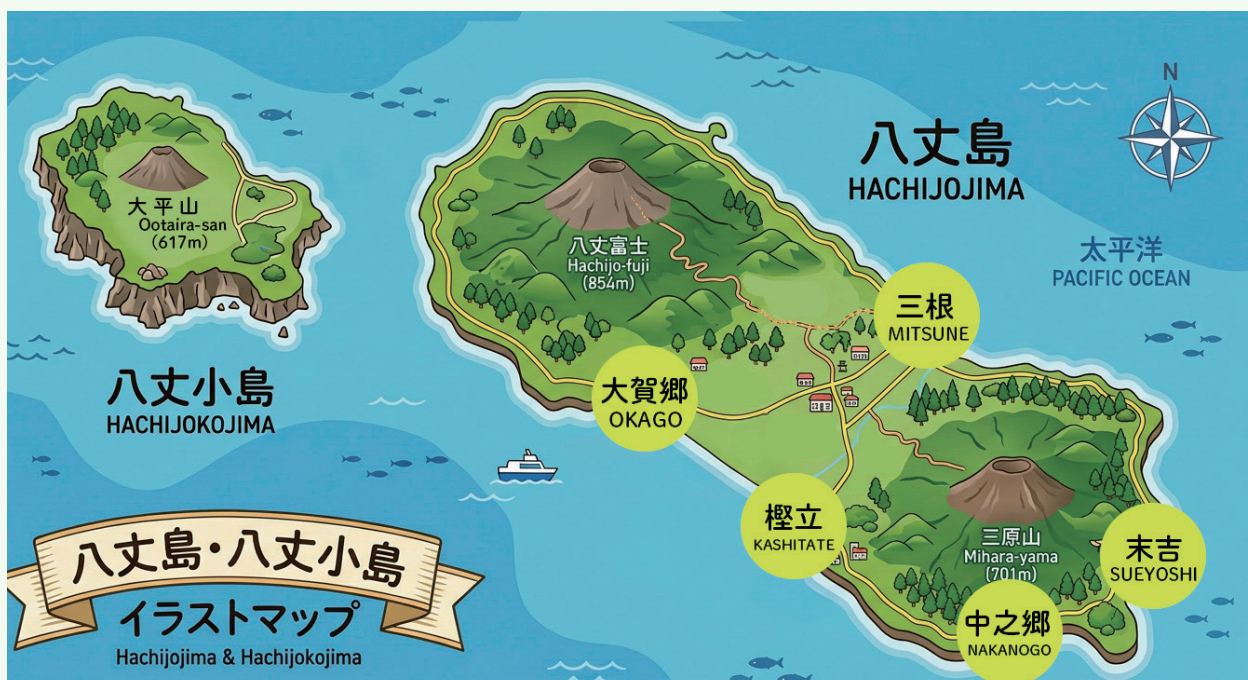 大平山
Ootaira-san
(617m)
八丈小島
HACHIJOKOJIMA
八丈富士
Hachijo-fuji
(854m)
八丈島
HACHIJOJIMA
N
太平洋
PACIFIC OCEAN
三根
MITSUNE
大賀郷
OKAGO
樫立
KASHITATE
三原山
Mihara-yama
(701m)
末吉
SUEYOSHI
中之郷
NAKANOGO
八丈島・八丈小島
イラストマップ
Hachijojima & Hachijokojima